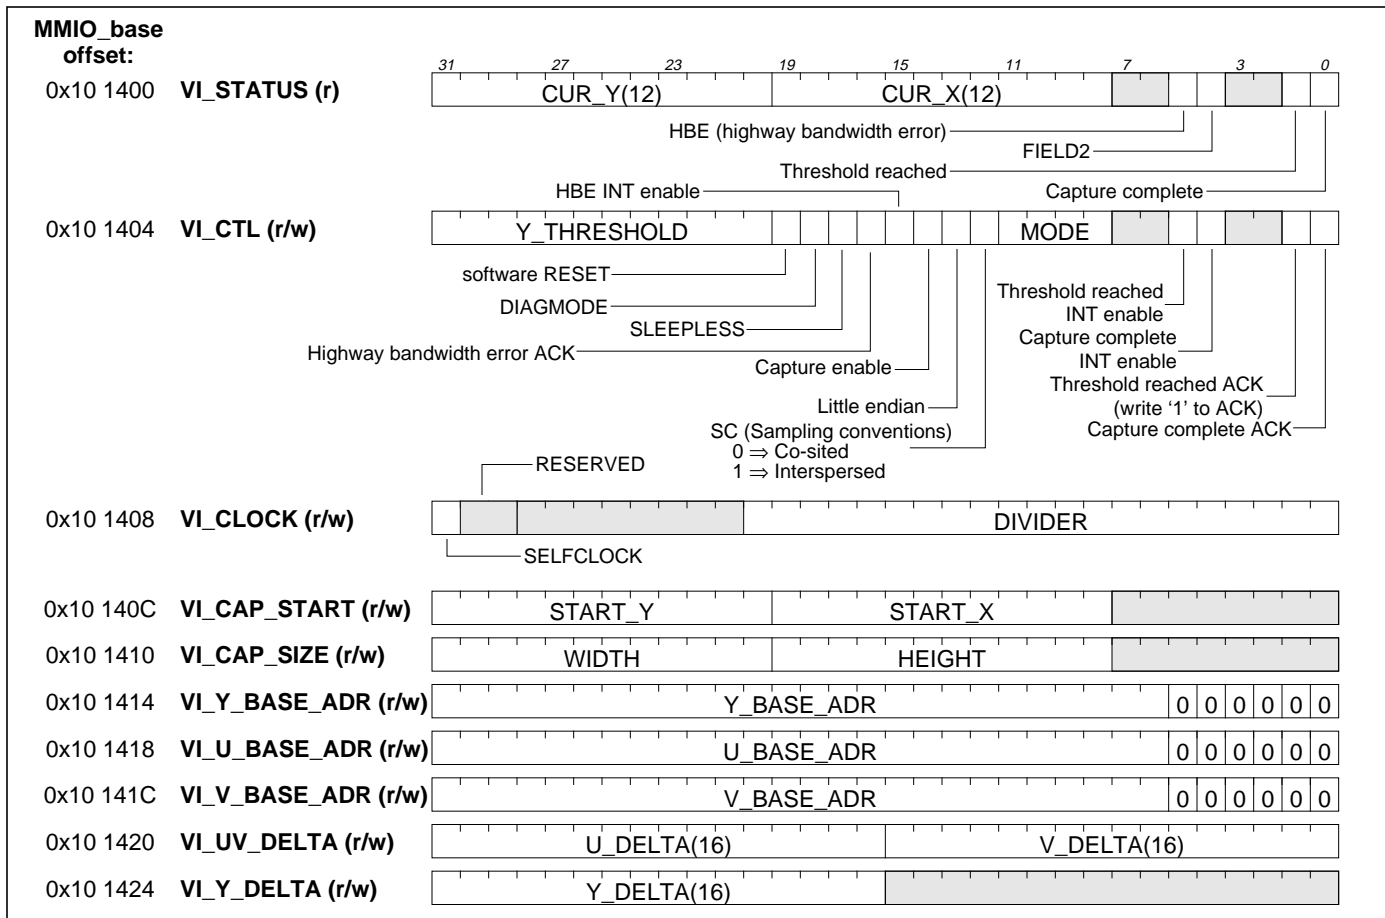 MMIO_base
offset:
31 27 23 19 15 11 7 3 0
0x10 1400 VI_STATUS (r) CUR_Y(12) CUR_X(12)
HBE (highway bandwidth error)
FIELD2
Threshold reached
HBE INT enable Capture complete
0x10 1404 VI_CTL (r/w) Y_THRESHOLD MODE
software RESET
DIAGMODE
SLEEPLESS
Highway bandwidth error ACK
Capture enable
Little endian
SC (Sampling conventions)
0 ⇒ Co-sited
1 ⇒ Interspersed
Threshold reached
INT enable
Capture complete
INT enable
Threshold reached ACK
(write ‘1’ to ACK)
Capture complete ACK
RESERVED
0x10 1408 VI_CLOCK (r/w) DIVIDER
SELFCLOCK
0x10 140C VI_CAP_START (r/w) START_Y START_X
0x10 1410 VI_CAP_SIZE (r/w) WIDTH HEIGHT
0x10 1414 VI_Y_BASE_ADR (r/w) Y_BASE_ADR 0 0 0 0 0 0
0x10 1418 VI_U_BASE_ADR (r/w) U_BASE_ADR 0 0 0 0 0 0
0x10 141C VI_V_BASE_ADR (r/w) V_BASE_ADR 0 0 0 0 0 0
0x10 1420 VI_UV_DELTA (r/w) U_DELTA(16) V_DELTA(16)
0x10 1424 VI_Y_DELTA (r/w) Y_DELTA(16)